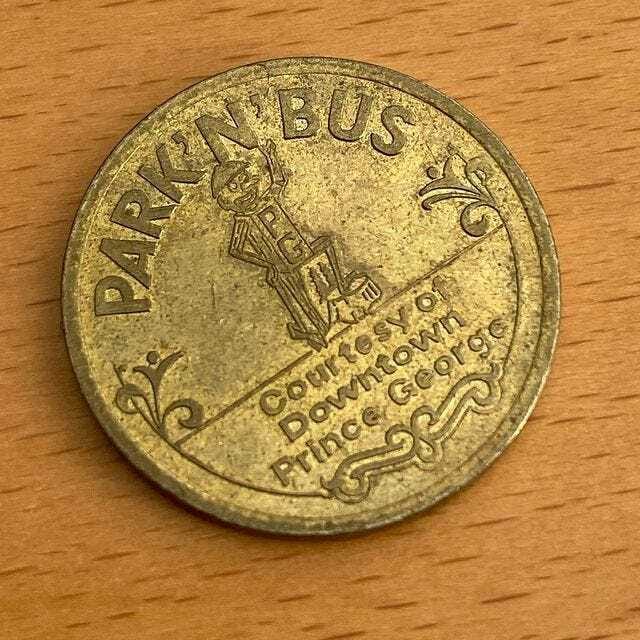 PARK'N'BUS
PG
Courtesy of
Downtown
Prince George